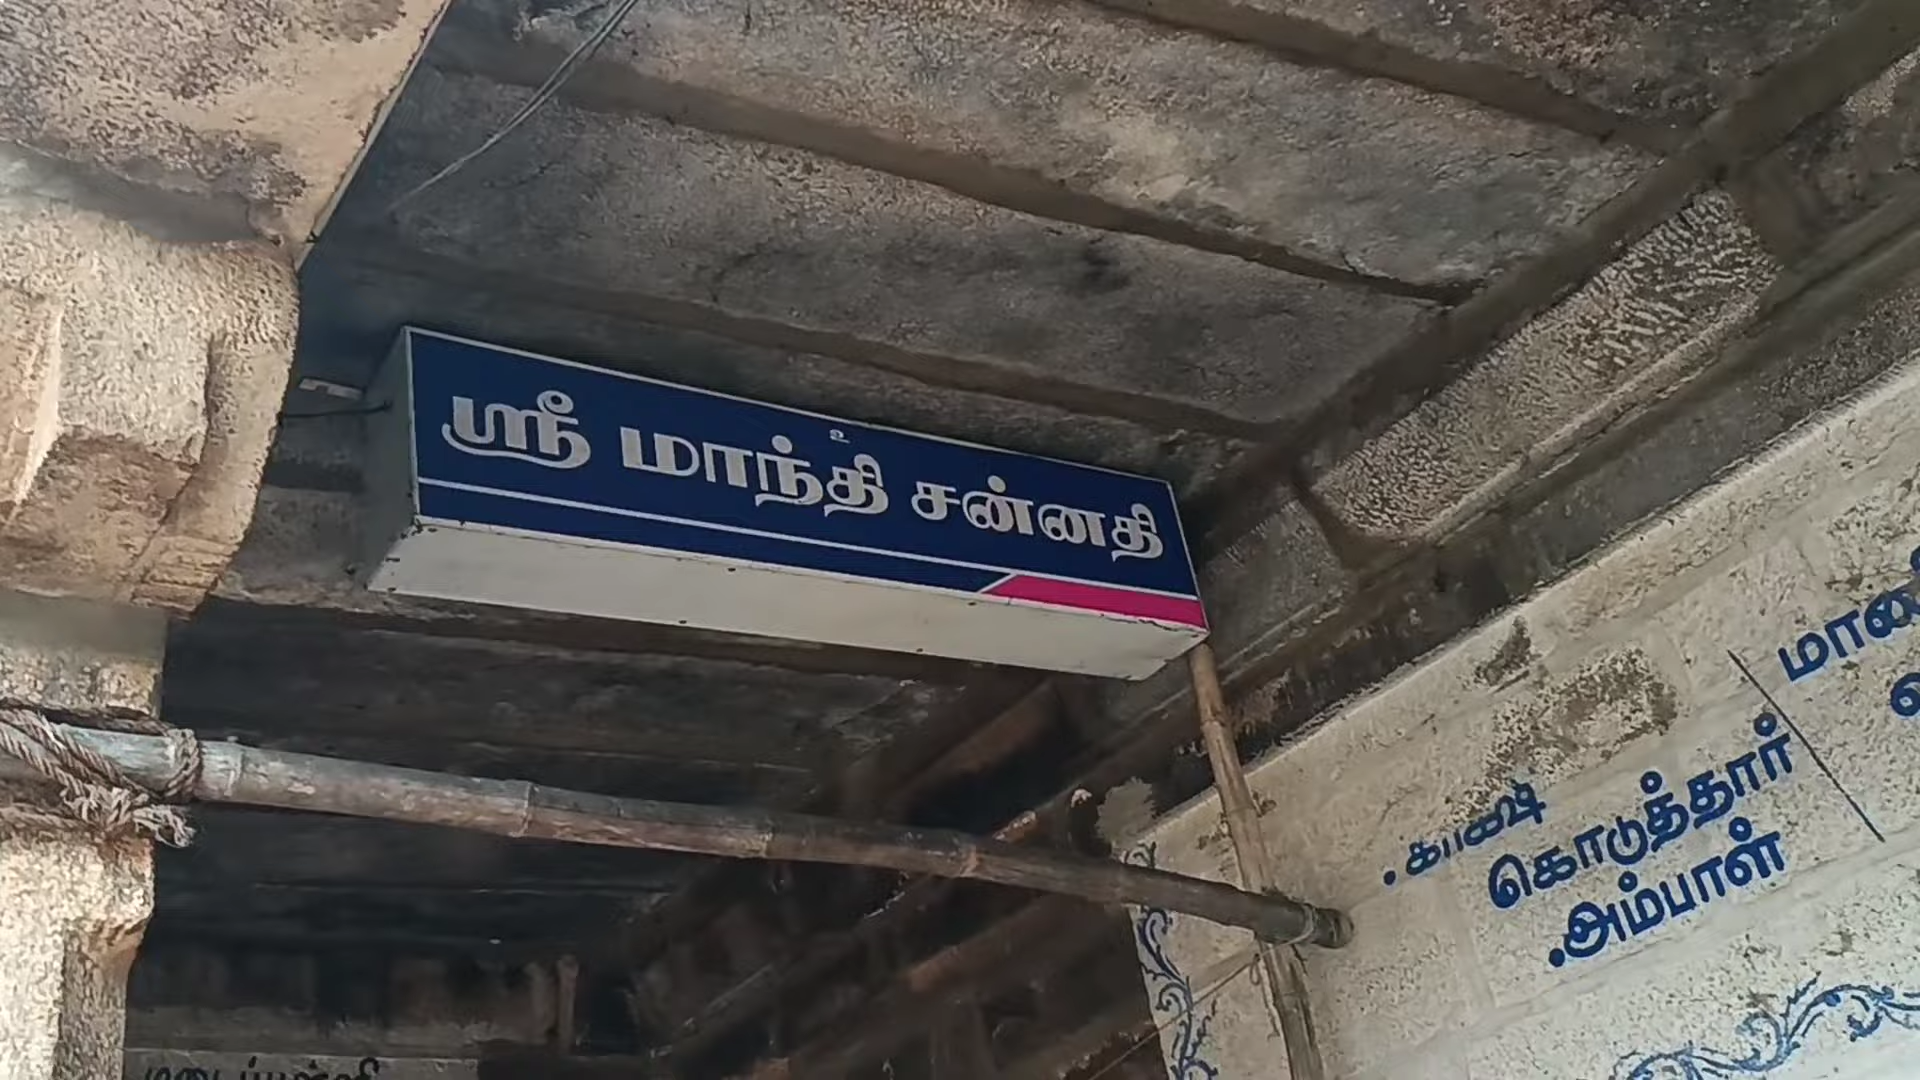 உ
ஸ்ரீ மாந்தி சன்னதி
காட்சி
கொடுத்தார்
.அம்பாள்